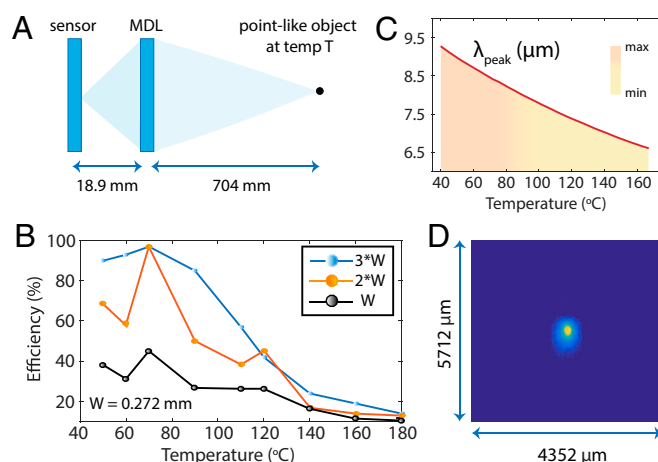 A
sensor
MDL
point-like object
at temp T
18.9 mm
704 mm
C
9.5
8.5
7.5
6.5
λpeak (μm)
max
min
40 60 80 100 120 140 160
Temperature (ºC)
B
Efficiency (%)
100
80
60
40
20
3*W
2*W
W
W = 0.272 mm
40 60 80 100 120 140 160 180
Temperature (ºC)
D
5712 μm
4352 μm